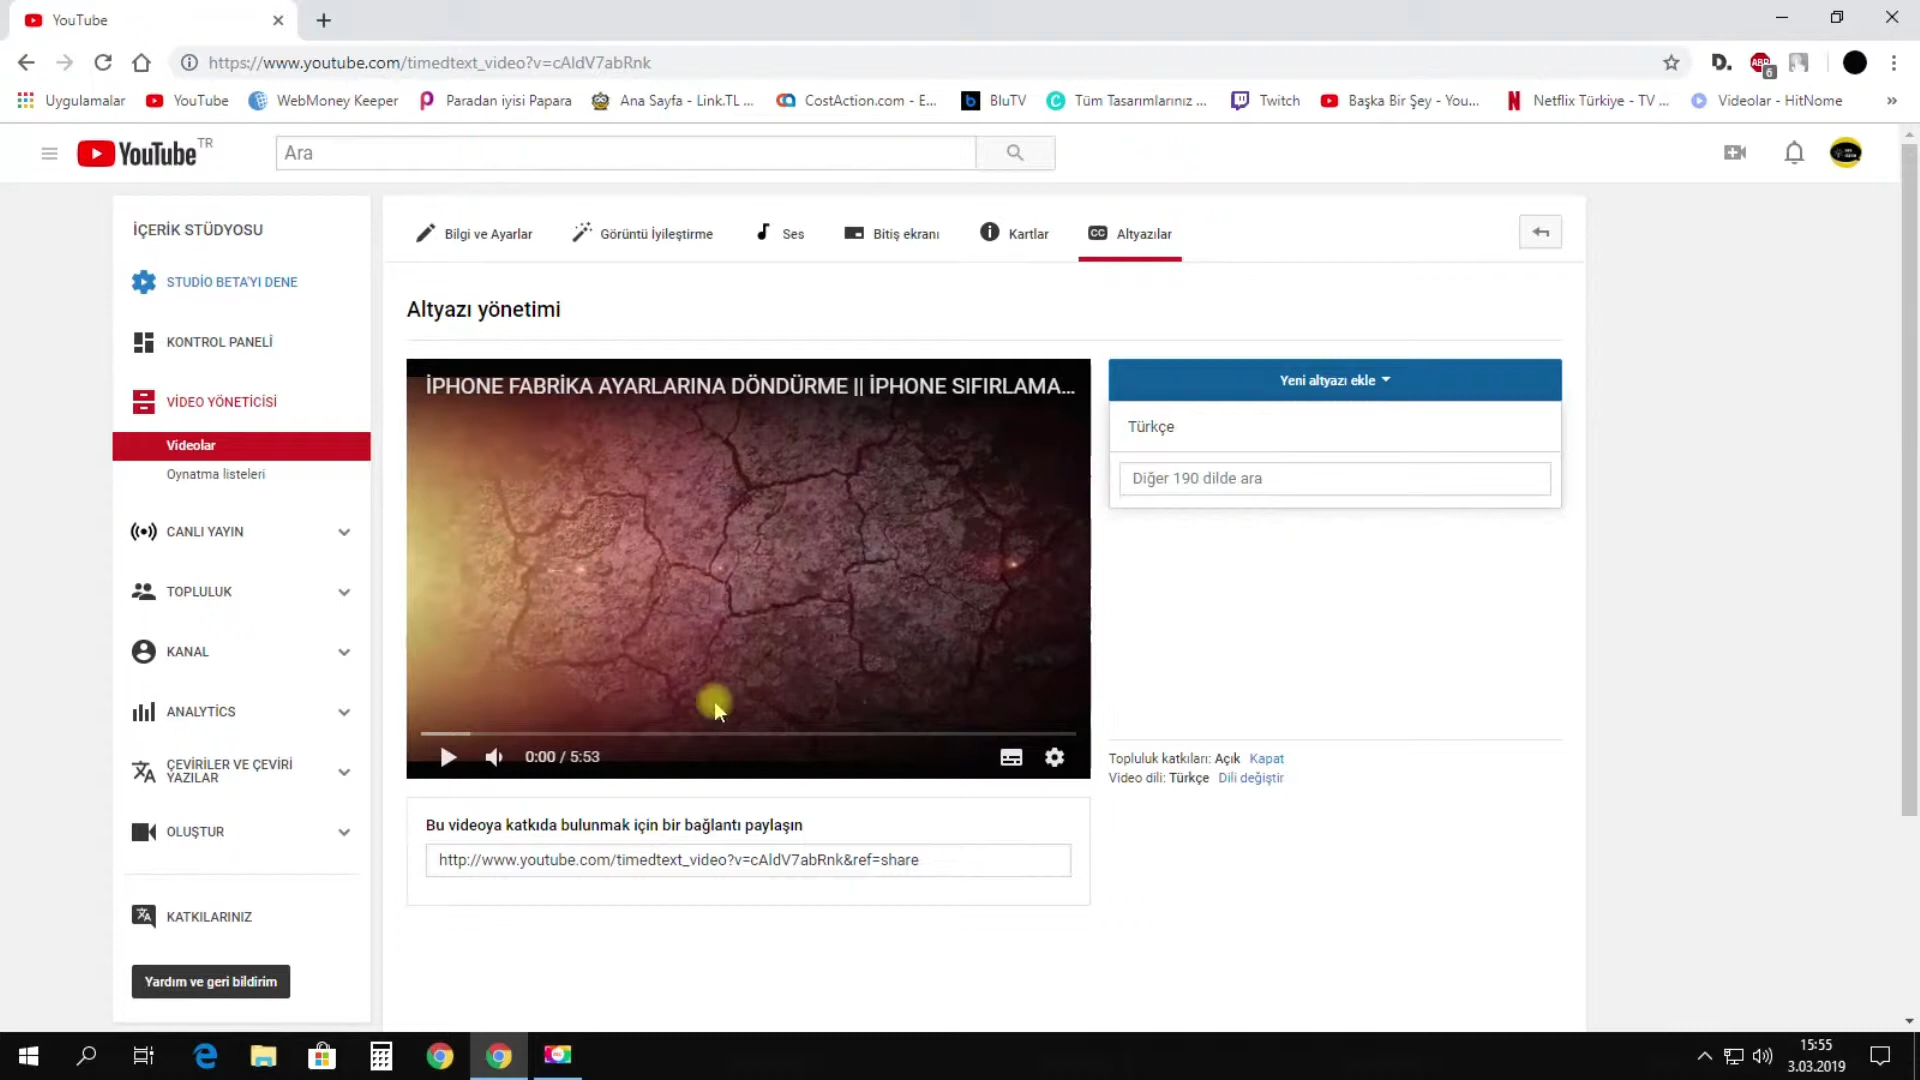 YouTube
https://www.youtube.com/timedtext_video?v=cAldV7abRnk
D.
ABP
6
Uygulamalar
YouTube
WebMoney Keeper
Paradan iyisi Papara
Ana Sayfa - Link.TL ...
CostAction.com - E...
BluTV
Tüm Tasarımlarınız ...
Twitch
Başka Bir Şey - You...
Netflix Türkiye - TV ...
Videolar - HitNome
»
YouTube TR
Ara
İÇERİK STÜDYOSU
STUDİO BETA'YI DENE
KONTROL PANELİ
VİDEO YÖNETİCİSİ
Videolar
Oynatma listeleri
CANLI YAYIN
TOPLULUK
KANAL
ANALYTICS
ÇEVİRİLER VE ÇEVİRİ
YAZILAR
OLUŞTUR
KATKILARINIZ
Yardım ve geri bildirim
Bilgi ve Ayarlar
Görüntü İyileştirme
Ses
Bitiş ekranı
Kartlar
CC Altyazılar
Altyazı yönetimi
İPHONE FABRİKA AYARLARINA DÖNDÜRME || İPHONE SIFIRLAMA...
0:00 / 5:53
Bu videoya katkıda bulunmak için bir bağlantı paylaşın
http://www.youtube.com/timedtext_video?v=cAldV7abRnk&ref=share
Yeni altyazı ekle
Türkçe
Diğer 190 dilde ara
Topluluk katkıları: Açık Kapat
Video dili: Türkçe Dili değiştir
15:55
3.03.2019